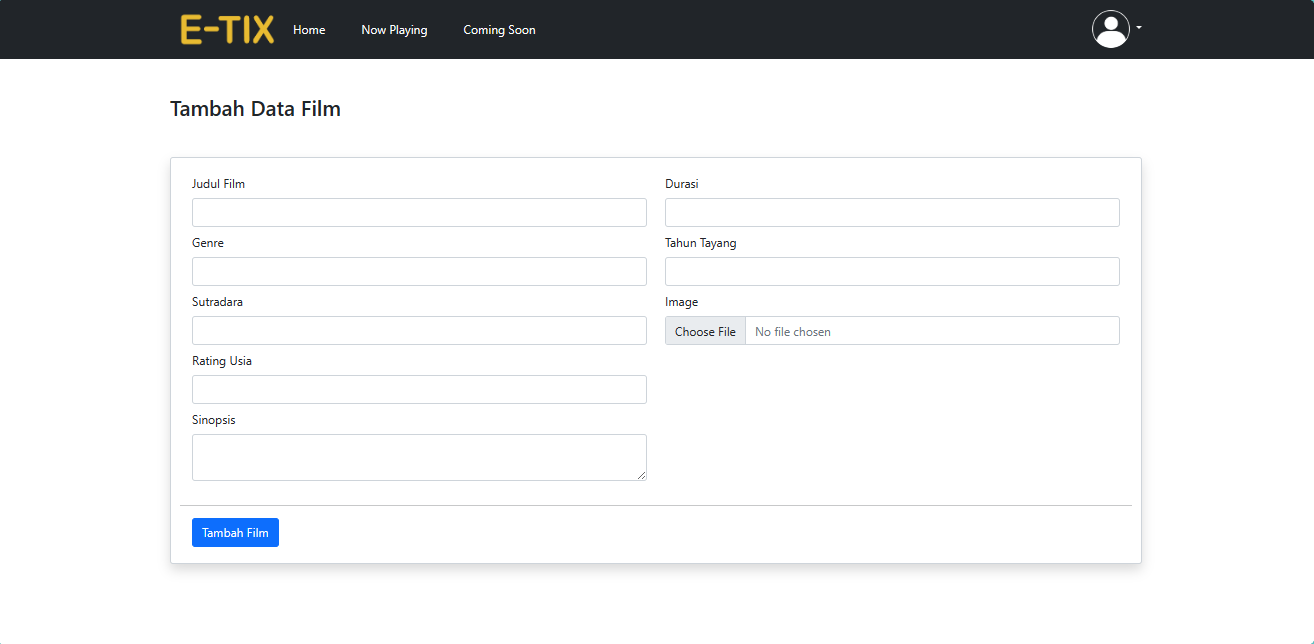 E-TIX Home Now Playing Coming Soon
Tambah Data Film
Judul Film
Durasi
Genre
Tahun Tayang
Sutradara
Image
Choose File No file chosen
Rating Usia
Sinopsis
Tambah Film